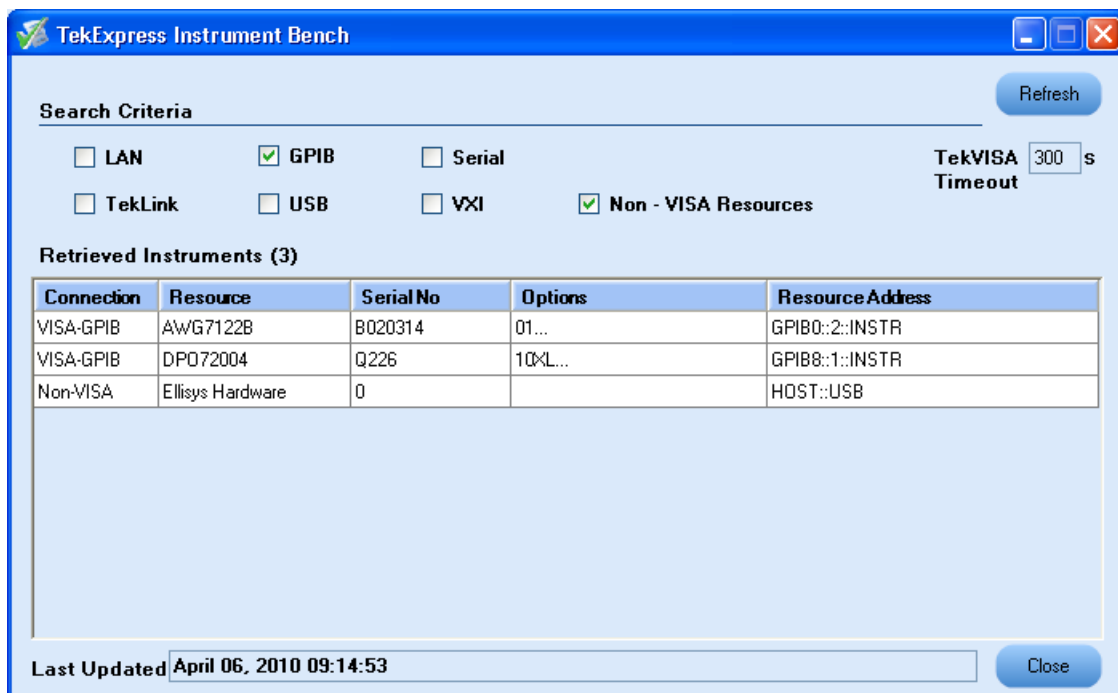 TekExpress Instrument Bench
Refresh
Search Criteria
LAN GPIB Serial TekVISA Timeout 300 s
TekLink USB VXI Non - VISA Resources
Retrieved Instruments (3)
Connection Resource Serial No Options Resource Address
VISA-GPIB AWG7122B B020314 01... GPIB0::2::INSTR
VISA-GPIB DPO72004 Q226 10XL... GPIB8::1::INSTR
Non-VISA Ellisys Hardware 0 HOST::USB
Last Updated April 06, 2010 09:14:53 Close